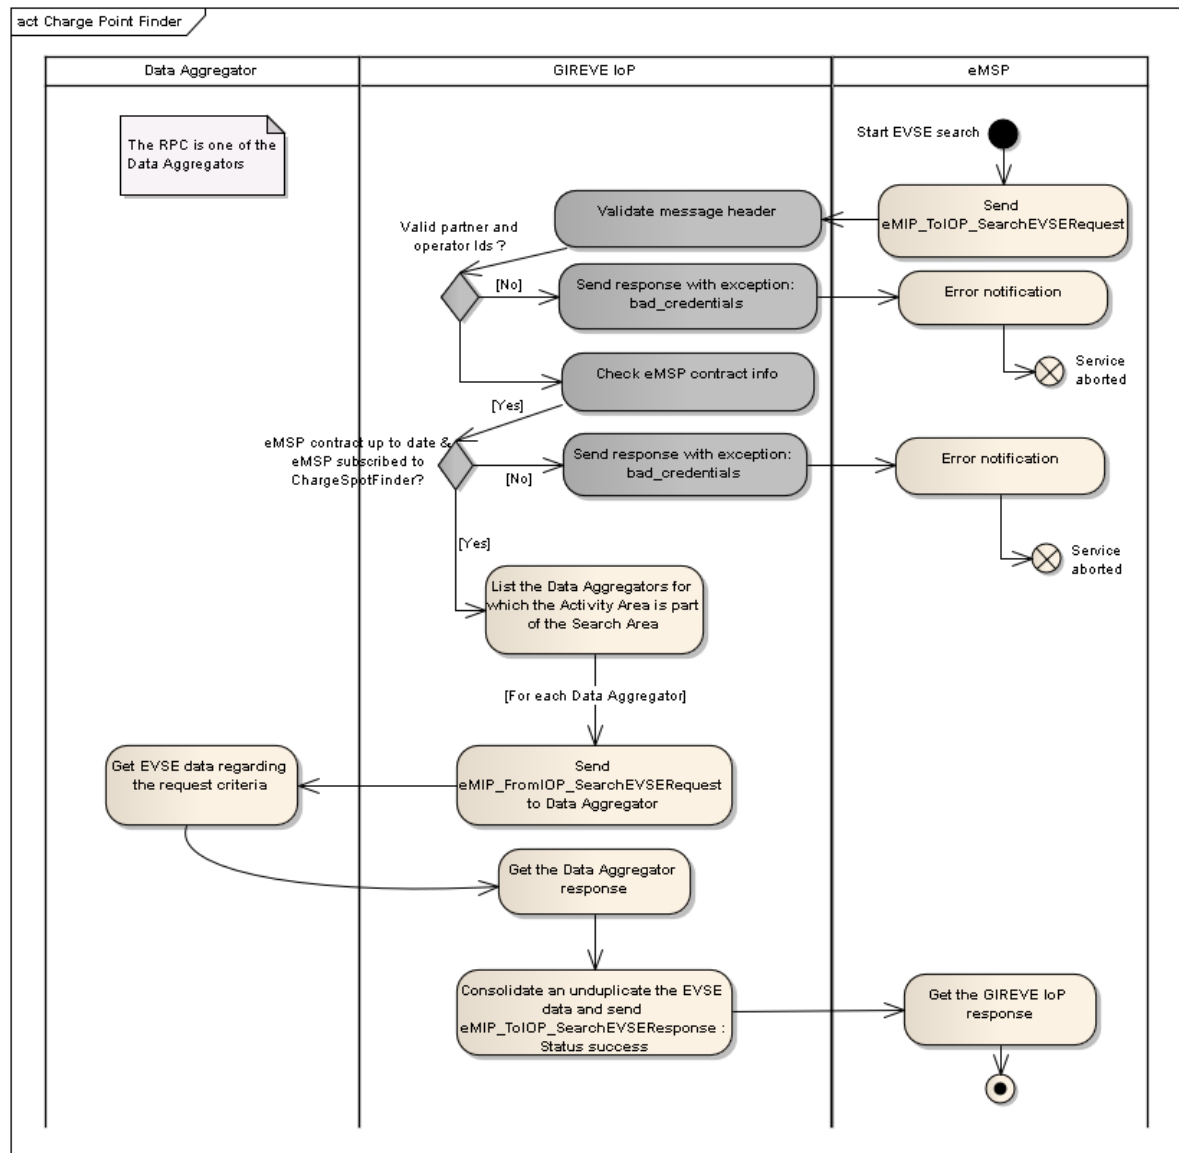 act Charge Point Finder
Data Aggregator
GIREVE IoP
eMSP
The RPC is one of the
Data Aggregators
Start EVSE search
Send
eMIP_ToIOP_SearchEVSERequest
Validate message header
Valid partner and
operator Ids ?
[No]
Send response with exception:
bad_credentials
Error notification
Service
aborted
Check eMSP contract info
[Yes]
eMSP contract up to date &
eMSP subscribed to
ChargeSpotFinder?
[No]
Send response with exception:
bad_credentials
Error notification
Service
aborted
[Yes]
List the Data Aggregators for
which the Activity Area is part
of the Search Area
[For each Data Aggregator]
Send
eMIP_FromIOP_SearchEVSERequest
to Data Aggregator
Get EVSE data regarding
the request criteria
Get the Data Aggregator
response
Consolidate an unduplicate the EVSE
data and send
eMIP_ToIOP_SearchEVSEResponse :
Status success
Get the GIREVE IoP
response